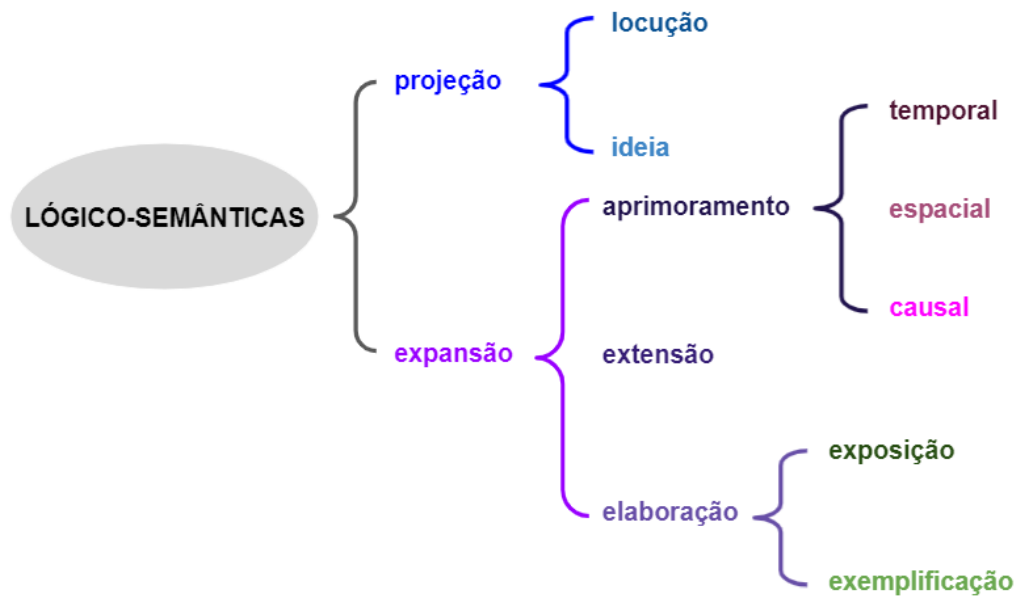 LÓGICO-SEMÂNTICAS
projeção
locução
ideia
expansão
aprimoramento
temporal
espacial
causal
extensão
elaboração
exposição
exemplificação